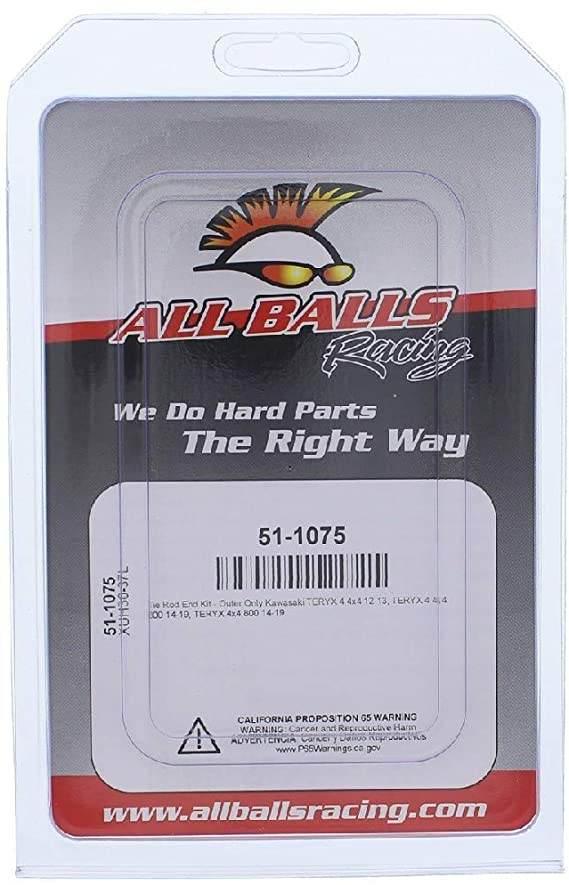 ALL BALLS
Racing
We Do Hard Parts
The Right Way
51-1075
Tie Rod End Kit - Outer Only Kawasaki TERYX 4 4x4 12-13, TERYX 4 4x4
800 14-19, TERYX 4x4 800 14-19
51-1075
CALIFORNIA PROPOSITION 65 WARNING
WARNING: Cancer and Reproductive Harm
ADVERTENCIA: Cancer y Daños Reproductivos
www.P65Warnings.ca.gov
www.allballsracing.com